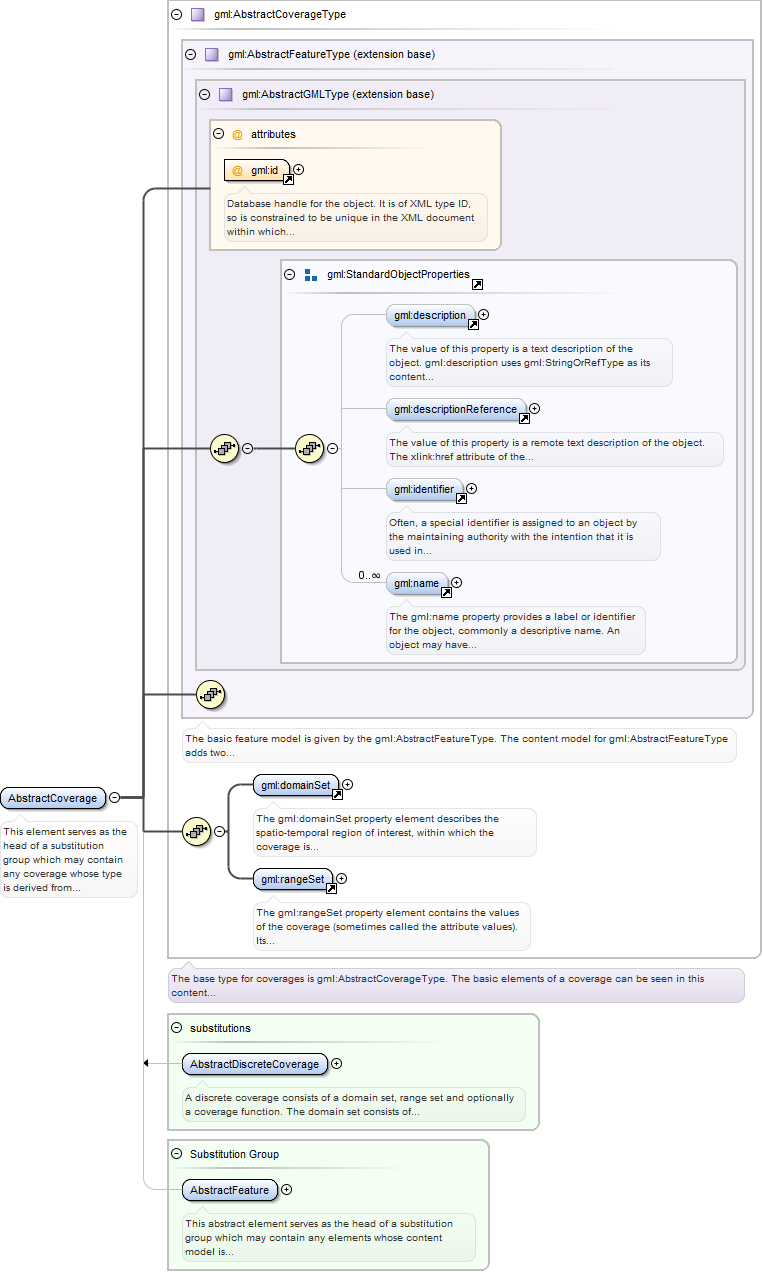 gml:AbstractCoverageType
gml:AbstractFeatureType (extension base)
gml:AbstractGMLType (extension base)
@ attributes
@ gml:id
Database handle for the object. It is of XML type ID,
so is constrained to be unique in the XML document
within which...
gml:StandardObjectProperties
gml:description
The value of this property is a text description of the
object. gml:description uses gml:StringOrRefType as its
content...
gml:descriptionReference
The value of this property is a remote text description of the object.
The xlink:href attribute of the...
gml:identifier
Often, a special identifier is assigned to an object by
the maintaining authority with the intention that it is
used in...
0..∞
gml:name
The gml:name property provides a label or identifier
for the object, commonly a descriptive name. An
object may have...
The basic feature model is given by the gml:AbstractFeatureType. The content model for gml:AbstractFeatureType
adds two...
AbstractCoverage
This element serves as the
head of a substitution
group which may contain
any coverage whose type
is derived from...
gml:domainSet
The gml:domainSet property element describes the
spatio-temporal region of interest, within which the
coverage is...
gml:rangeSet
The gml:rangeSet property element contains the values
of the coverage (sometimes called the attribute values).
Its...
The base type for coverages is gml:AbstractCoverageType. The basic elements of a coverage can be seen in this
content...
substitutions
AbstractDiscreteCoverage
A discrete coverage consists of a domain set, range set and optionally
a coverage function. The domain set consists of...
Substitution Group
AbstractFeature
This abstract element serves as the head of a substitution
group which may contain any elements whose content
model is...